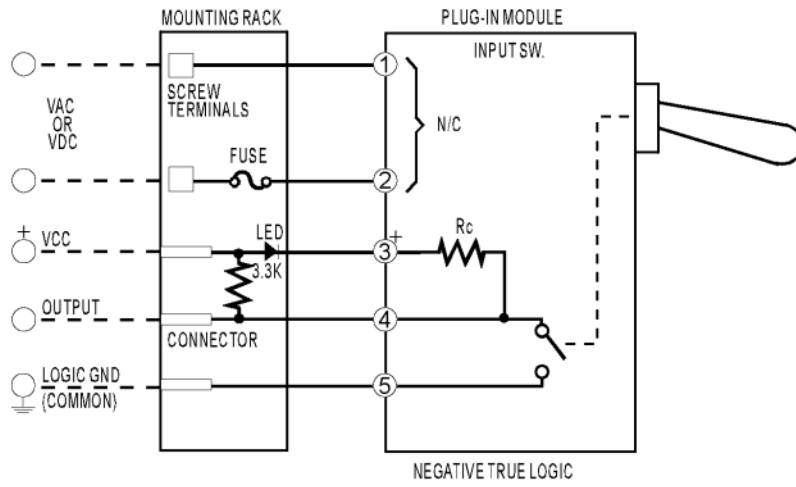 MOUNTING RACK
PLUG-IN MODULE
INPUT SW.
1
SCREW
TERMINALS
VAC
OR
VDC
N/C
FUSE
2
+
VCC
LED
3.3K
3
+
Rc
OUTPUT
CONNECTOR
4
LOGIC GND
(COMMON)
5
NEGATIVE TRUE LOGIC